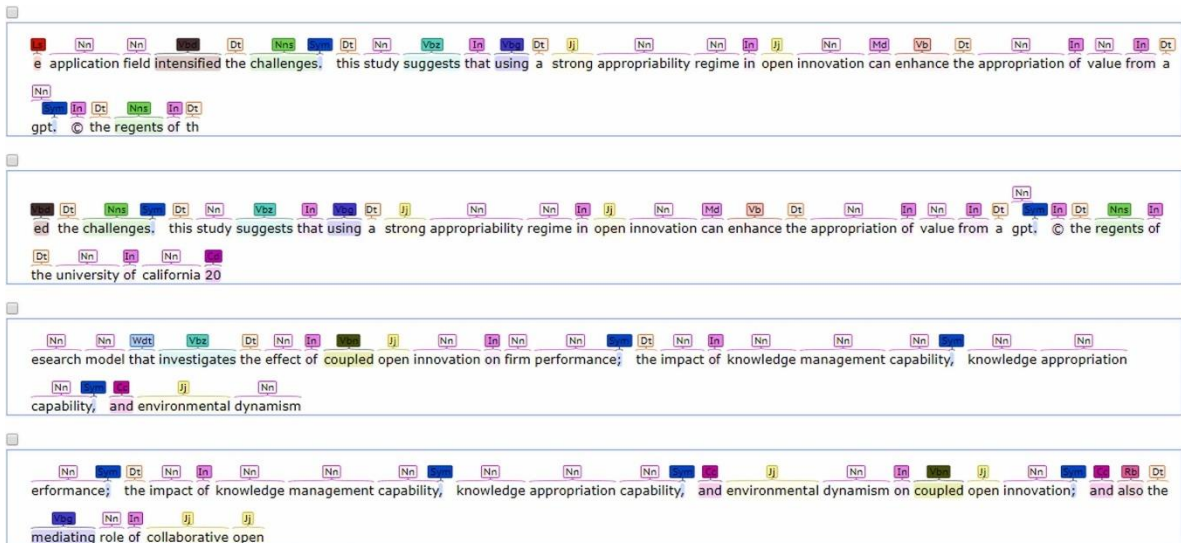 Ls Nn Nn Vbd Dt Nns Sym Dt Nn Vbz In Vbg Dt Jj Nn Nn In Jj Nn Md Vb Dt Nn In Nn In Dt
e application field intensified the challenges. this study suggests that using a strong appropriability regime in open innovation can enhance the appropriation of value from a
Nn
Sym In Dt Nns In Dt
gpt. © the regents of th
Nn
Vbd Dt Nns Sym Dt Nn Vbz In Vbg Dt Jj Nn Nn In Jj Nn Md Vb Dt Nn In Nn In Dt Sym In Dt Nns In
ed the challenges. this study suggests that using a strong appropriability regime in open innovation can enhance the appropriation of value from a gpt. © the regents of
Dt Nn In Nn Cd
the university of california 20
Nn Nn Wdt Vbz Dt Nn In Vbn Jj Nn In Nn Nn Sym Dt Nn In Nn Nn Nn Sym Nn Nn
esearch model that investigates the effect of coupled open innovation on firm performance; the impact of knowledge management capability, knowledge appropriation
Nn Sym Cc Jj Nn
capability, and environmental dynamism
Nn Sym Dt Nn In Nn Nn Nn Sym Nn Nn Nn Sym Cc Jj Nn In Vbn Jj Nn Sym Cc Rb Dt
erformance; the impact of knowledge management capability, knowledge appropriation capability, and environmental dynamism on coupled open innovation; and also the
Vbg Nn In Jj Jj
mediating role of collaborative open